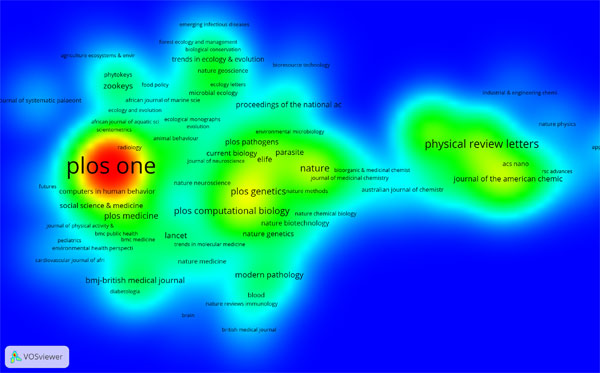 emerging infectious diseases
forest ecology and management
biological conservation
agriculture ecosystems & envir
trends in ecology & evolution
bioresource technology
phytokeys
nature geoscience
zookeys
food policy
ecology letters
industrial & engineering chemi
microbial ecology
journal of systematic palaeont
african journal of marine scie
proceedings of the national ac
ecology and evolution
african journal of aquatic sci
ecological monographs
nature physics
evolution
scientometrics
environmental microbiology
animal behaviour
plos pathogens
physical review letters
radiology
current biology
parasite
plos one
journal of neuroscience
elife
acs nano
nature
bioorganic & medicinal chemist
rsc advances
journal of medicinal chemistry
journal of the american chemic
futures
nature neuroscience
computers in human behavior
plos genetics
nature methods
australian journal of chemistr
social science & medicine
plos medicine
plos computational biology
nature chemical biology
journal of physical activity &
nature biotechnology
bmc public health
lancet
nature genetics
pediatrics
bmc medicine
environmental health perspecti
trends in molecular medicine
cardiovascular journal of afri
nature medicine
modern pathology
bmj-british medical journal
diabetologia
blood
nature reviews immunology
brain
british medical journal
VOSviewer